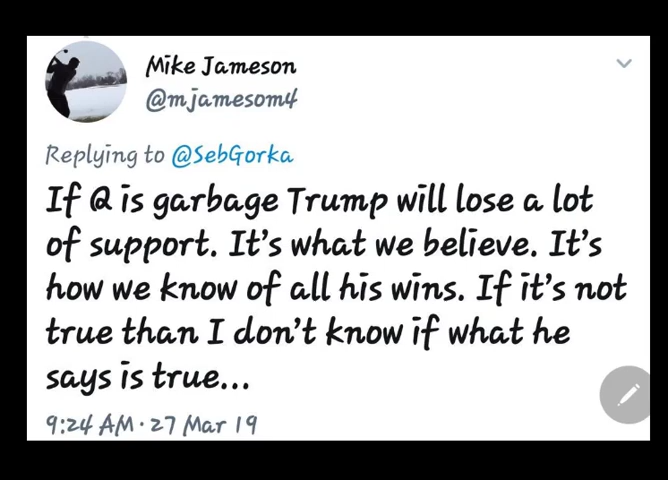 Mike Jameson
@mjamesom4
Replying to @SebGorka
If Q is garbage Trump will lose a lot
of support. It's what we believe. It's
how we know of all his wins. If it's not
true than I don't know if what he
says is true...
9:24 AM · 27 Mar 19